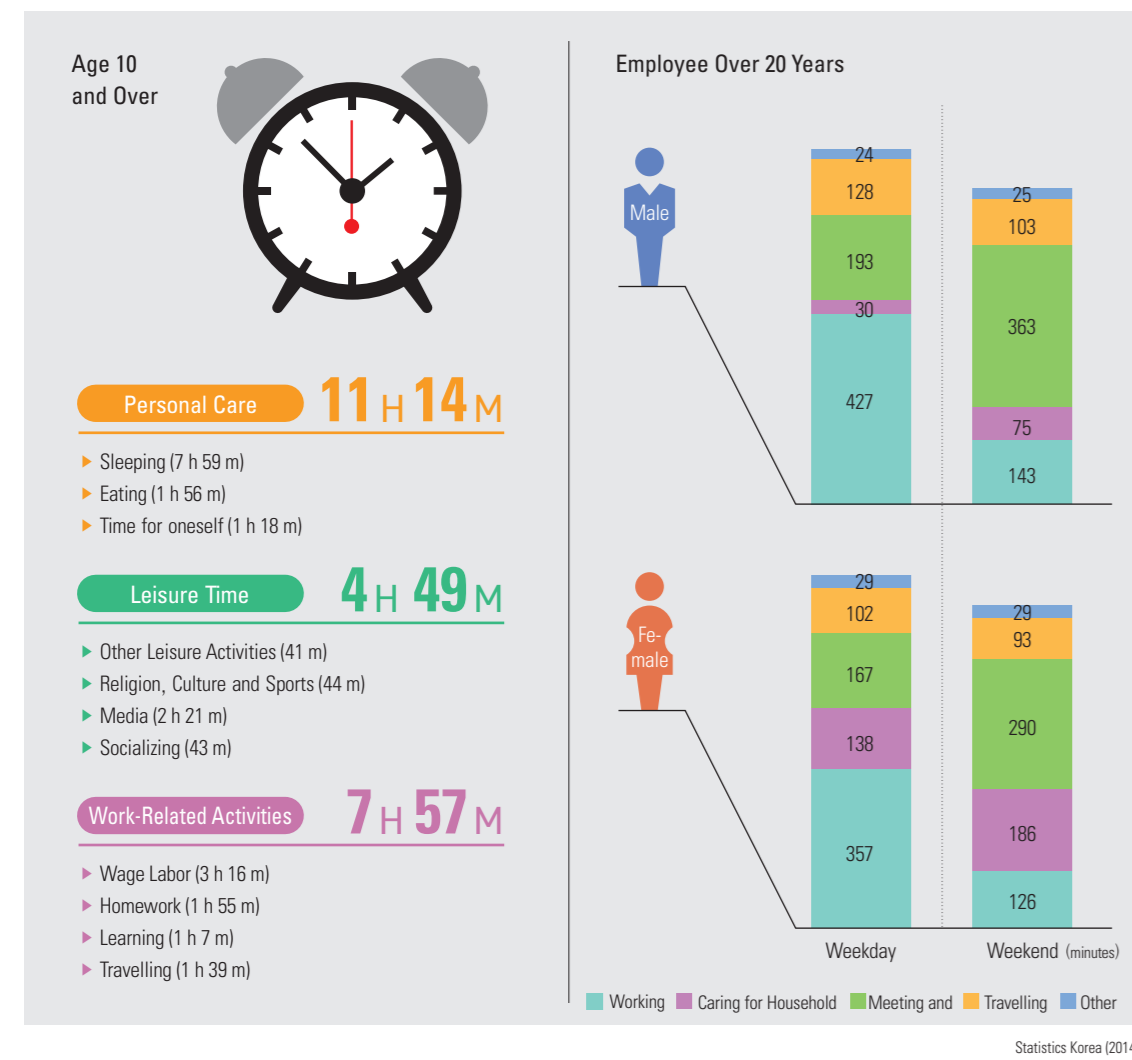 Age 10
and Over
Personal Care 11 H 14 M
Sleeping (7 h 59 m)
Eating (1 h 56 m)
Time for oneself (1 h 18 m)
Leisure Time 4 H 49 M
Other Leisure Activities (41 m)
Religion, Culture and Sports (44 m)
Media (2 h 21 m)
Socializing (43 m)
Work-Related Activities 7 H 57 M
Wage Labor (3 h 16 m)
Homework (1 h 55 m)
Learning (1 h 7 m)
Travelling (1 h 39 m)
Employee Over 20 Years
Male
24
128
193
30
427
25
103
363
75
143
Fe-
male
29
102
167
138
357
29
93
290
186
126
Weekday Weekend (minutes)
Working Caring for Household Meeting and Travelling Other
Statistics Korea (2014